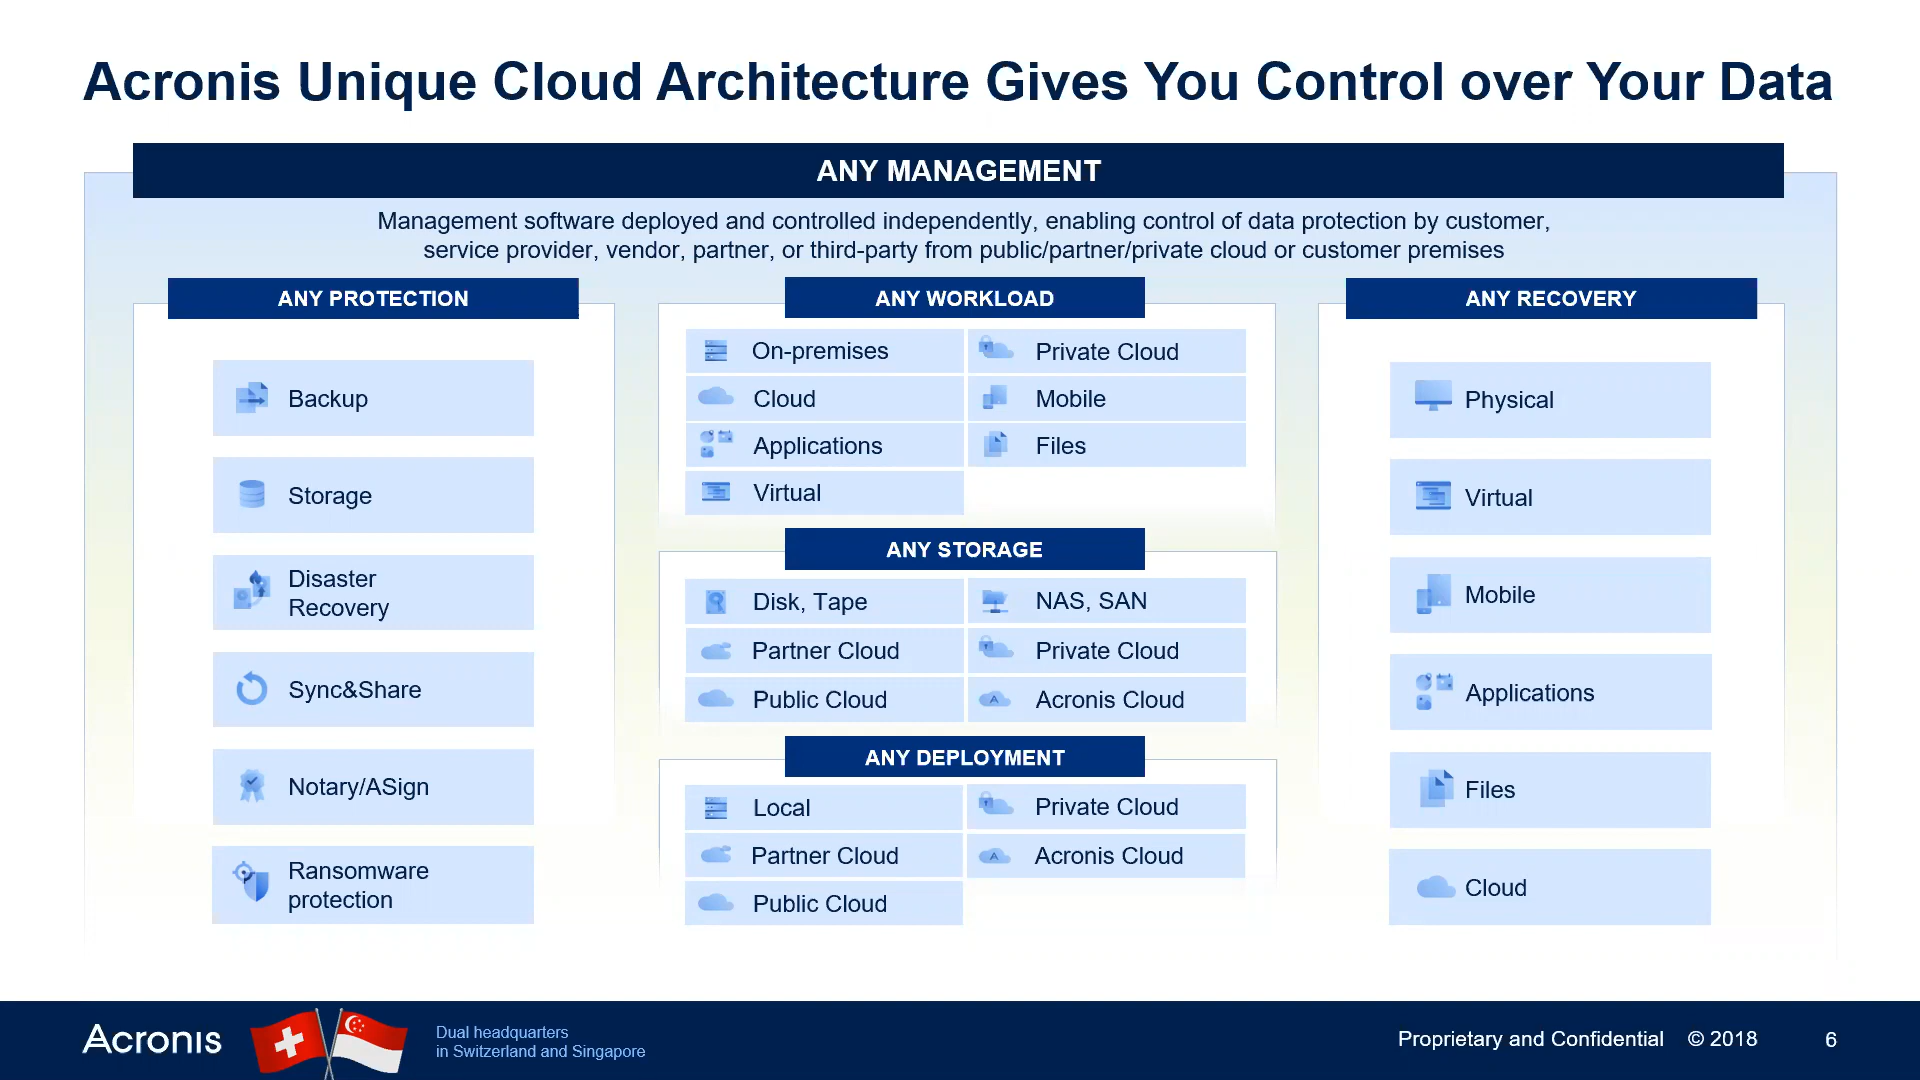 Acronis Unique Cloud Architecture Gives You Control over Your Data
ANY MANAGEMENT
Management software deployed and controlled independently, enabling control of data protection by customer,
service provider, vendor, partner, or third-party from public/partner/private cloud or customer premises
ANY PROTECTION
Backup
Storage
Disaster
Recovery
Sync&Share
Notary/ASign
Ransomware
protection
ANY WORKLOAD
On-premises
Private Cloud
Cloud
Mobile
Applications
Files
Virtual
ANY STORAGE
Disk, Tape
NAS, SAN
Partner Cloud
Private Cloud
Public Cloud
Acronis Cloud
ANY DEPLOYMENT
Local
Private Cloud
Partner Cloud
Acronis Cloud
Public Cloud
ANY RECOVERY
Physical
Virtual
Mobile
Applications
Files
Cloud
Acronis
Dual headquarters
in Switzerland and Singapore
Proprietary and Confidential © 2018 6